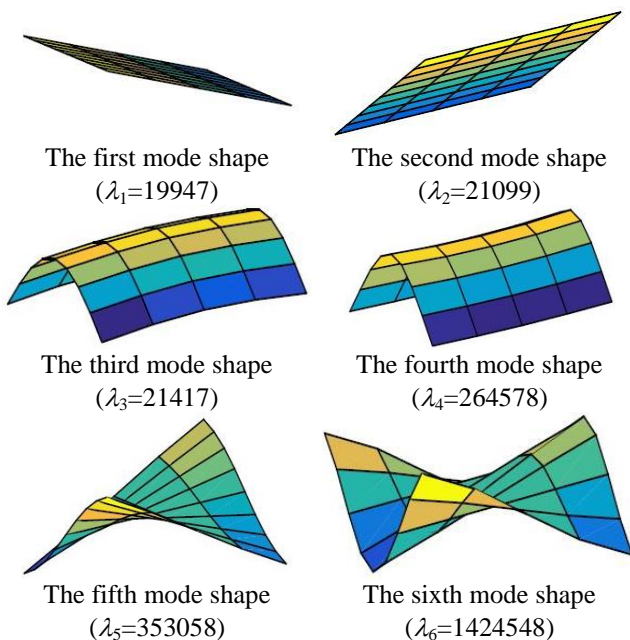 The first mode shape
(λ₁=19947)
The second mode shape
(λ₂=21099)
The third mode shape
(λ₃=21417)
The fourth mode shape
(λ₄=264578)
The fifth mode shape
(λ₅=353058)
The sixth mode shape
(λ₆=1424548)